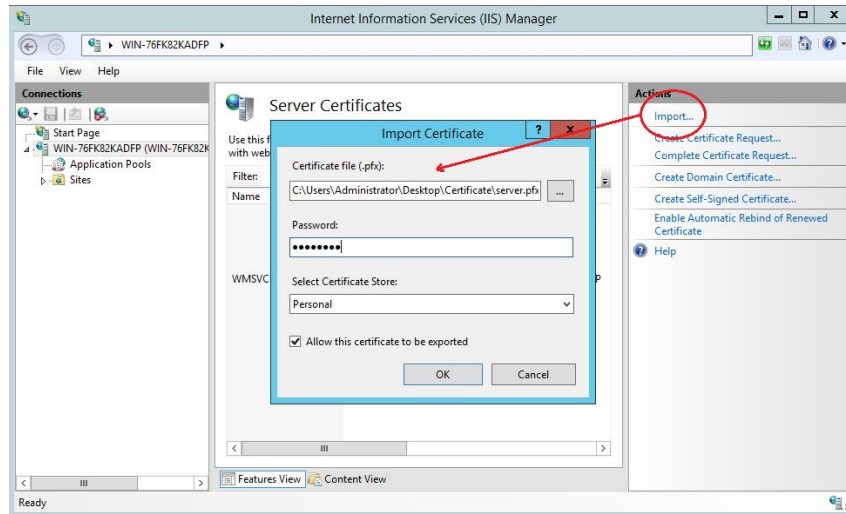 Internet Information Services (IIS) Manager
WIN-76FK82KADFP
File View Help
Connections
Start Page
WIN-76FK82KADFP (WIN-76FK82K
Application Pools
Sites
Server Certificates
Use this f
with web
Filter:
Name
WMSVC
P
Import Certificate
?
x
Certificate file (.pfx):
C:\Users\Administrator\Desktop\Certificate\server.pfx
...
Password:
••••••••
Select Certificate Store:
Personal
Allow this certificate to be exported
OK Cancel
Features View Content View
Actions
Import...
Create Certificate Request...
Complete Certificate Request...
Create Domain Certificate...
Create Self-Signed Certificate...
Enable Automatic Rebind of Renewed
Certificate
Help
Ready